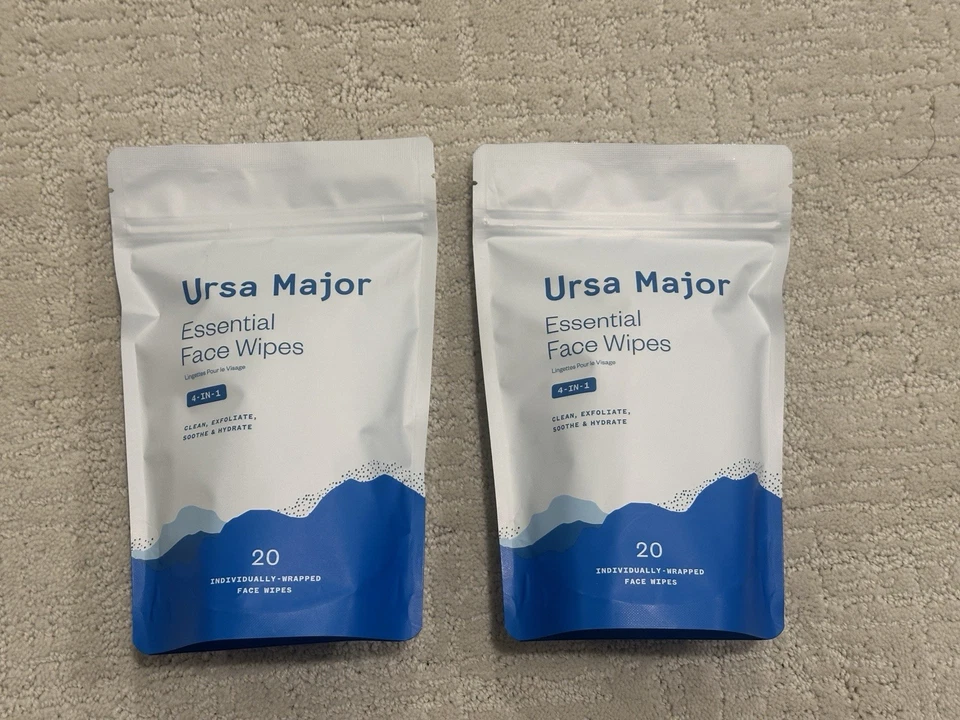 Ursa Major
Essential
Face Wipes
Lingettes Pour le Visage
4-IN-1
CLEAN, EXFOLIATE,
SOOTHE & HYDRATE
20
INDIVIDUALLY-WRAPPED
FACE WIPES
Ursa Major
Essential
Face Wipes
Lingettes Pour le Visage
4-IN-1
CLEAN, EXFOLIATE,
SOOTHE & HYDRATE
20
INDIVIDUALLY-WRAPPED
FACE WIPES